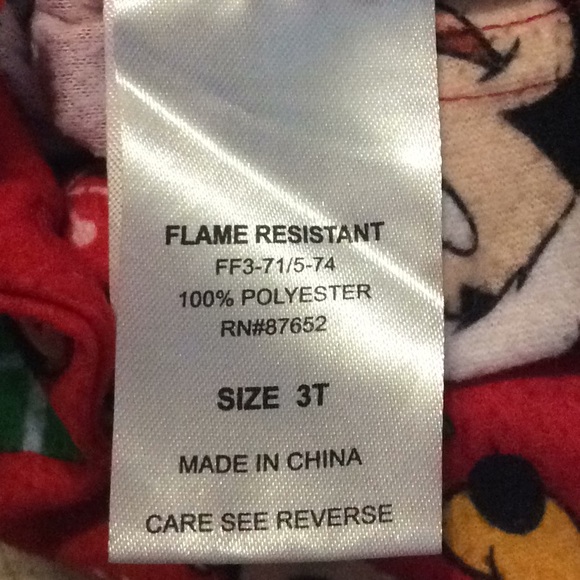 FLAME RESISTANT
FF3-71/5-74
100% POLYESTER
RN#87652
SIZE 3T
MADE IN CHINA
CARE SEE REVERSE